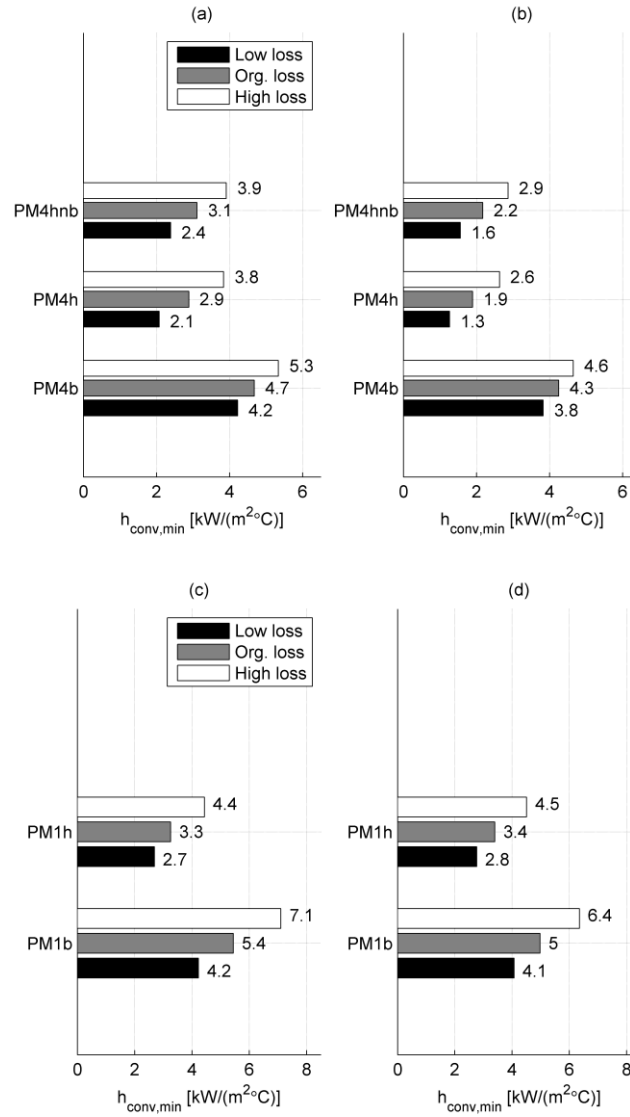 (a)
Low loss
Org. loss
High loss
PM4hnb
3.9
3.1
2.4
PM4h
3.8
2.9
2.1
PM4b
5.3
4.7
4.2
0 2 4 6
h_conv,min [kW/(m²°C)]
(b)
PM4hnb
2.9
2.2
1.6
PM4h
2.6
1.9
1.3
PM4b
4.6
4.3
3.8
0 2 4 6
h_conv,min [kW/(m²°C)]
(c)
Low loss
Org. loss
High loss
PM1h
4.4
3.3
2.7
PM1b
7.1
5.4
4.2
0 2 4 6 8
h_conv,min [kW/(m²°C)]
(d)
PM1h
4.5
3.4
2.8
PM1b
6.4
5
4.1
0 2 4 6 8
h_conv,min [kW/(m²°C)]